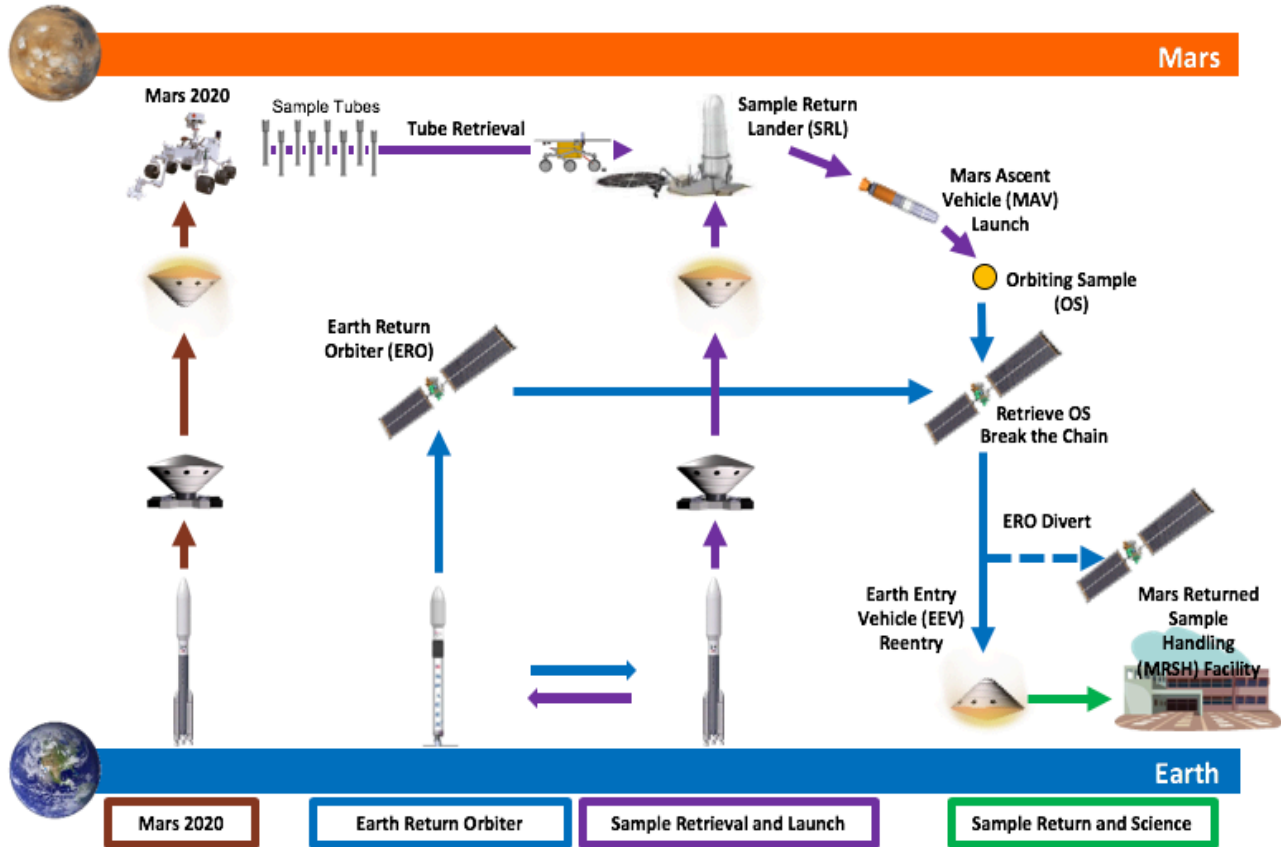 Mars
Mars 2020
Sample Tubes
Tube Retrieval
Sample Return
Lander (SRL)
Mars Ascent
Vehicle (MAV)
Launch
Orbiting Sample
(OS)
Earth Return
Orbiter (ERO)
Retrieve OS
Break the Chain
ERO Divert
Earth Entry
Vehicle (EEV)
Reentry
Mars Returned
Sample
Handling
(MRSH) Facility
Earth
Mars 2020
Earth Return Orbiter
Sample Retrieval and Launch
Sample Return and Science